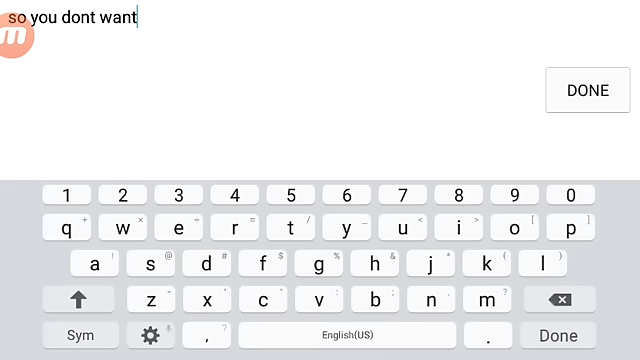 so you dont want
m
DONE
1 2 3 4 5 6 7 8 9 0
q + w × e ÷ r = t / y _ u < i > o [ p ]
a ! s @ d # f $ g % h & j * k ( l )
z - x ' c " v : b ; n , m ?
Sym , ? English(US) . Done